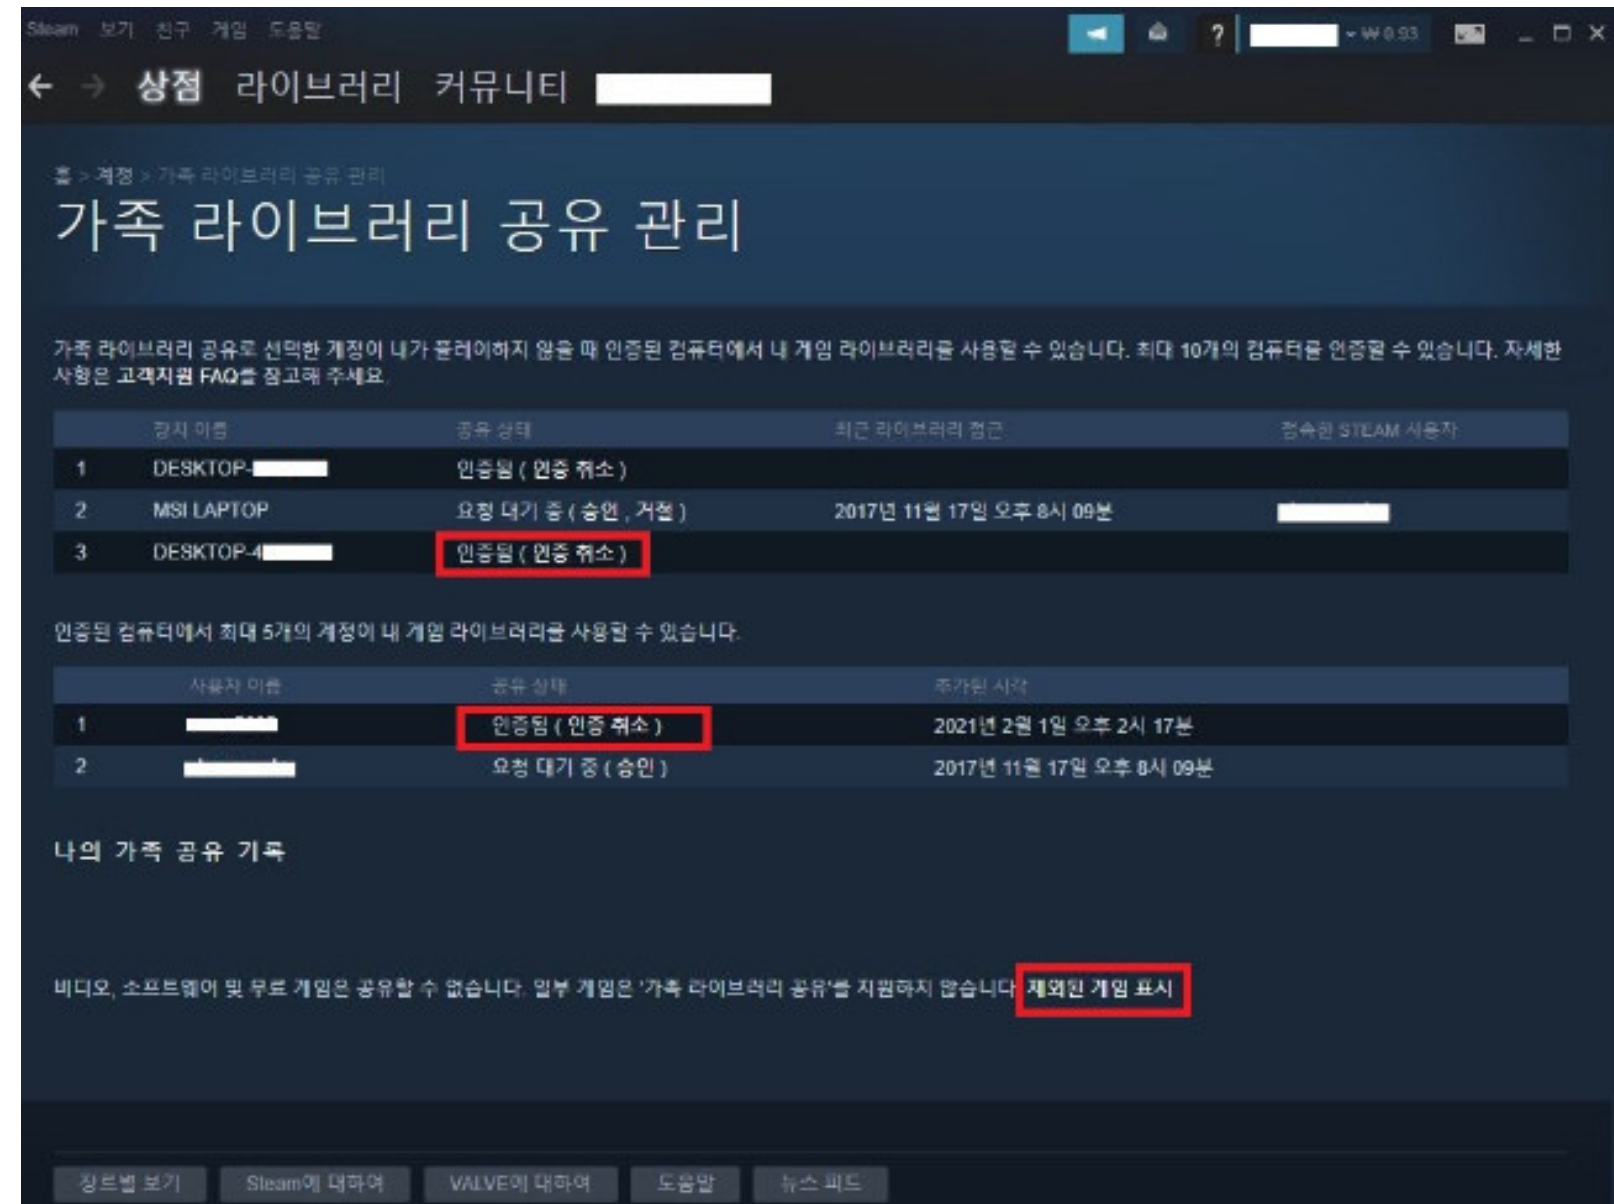 Steam 보기 친구 게임 도움말
? ₩ 0.93
상점 라이브러리 커뮤니티
홈 > 계정 > 가족 라이브러리 공유 관리
가족 라이브러리 공유 관리
가족 라이브러리 공유로 선택한 계정이 내가 플레이하지 않을 때 인증된 컴퓨터에서 내 게임 라이브러리를 사용할 수 있습니다. 최대 10개의 컴퓨터를 인증할 수 있습니다. 자세한
사항은 고객지원 FAQ를 참고해 주세요.
장치 이름 공유 상태 최근 라이브러리 접근 접속한 STEAM 사용자
1 DESKTOP- 인증됨 ( 인증 취소 )
2 MSI LAPTOP 요청 대기 중 ( 승인 , 거절 ) 2017년 11월 17일 오후 8시 09분
3 DESKTOP-4 인증됨 ( 인증 취소 )
인증된 컴퓨터에서 최대 5개의 계정이 내 게임 라이브러리를 사용할 수 있습니다.
사용자 이름 공유 상태 추가된 시각
1 인증됨 ( 인증 취소 ) 2021년 2월 1일 오후 2시 17분
2 요청 대기 중 ( 승인 ) 2017년 11월 17일 오후 8시 09분
나의 가족 공유 기록
비디오, 소프트웨어 및 무료 게임은 공유할 수 없습니다. 일부 게임은 '가족 라이브러리 공유'를 지원하지 않습니다. 제외된 게임 표시
장르별 보기 Steam에 대하여 VALVE에 대하여 도움말 뉴스 피드